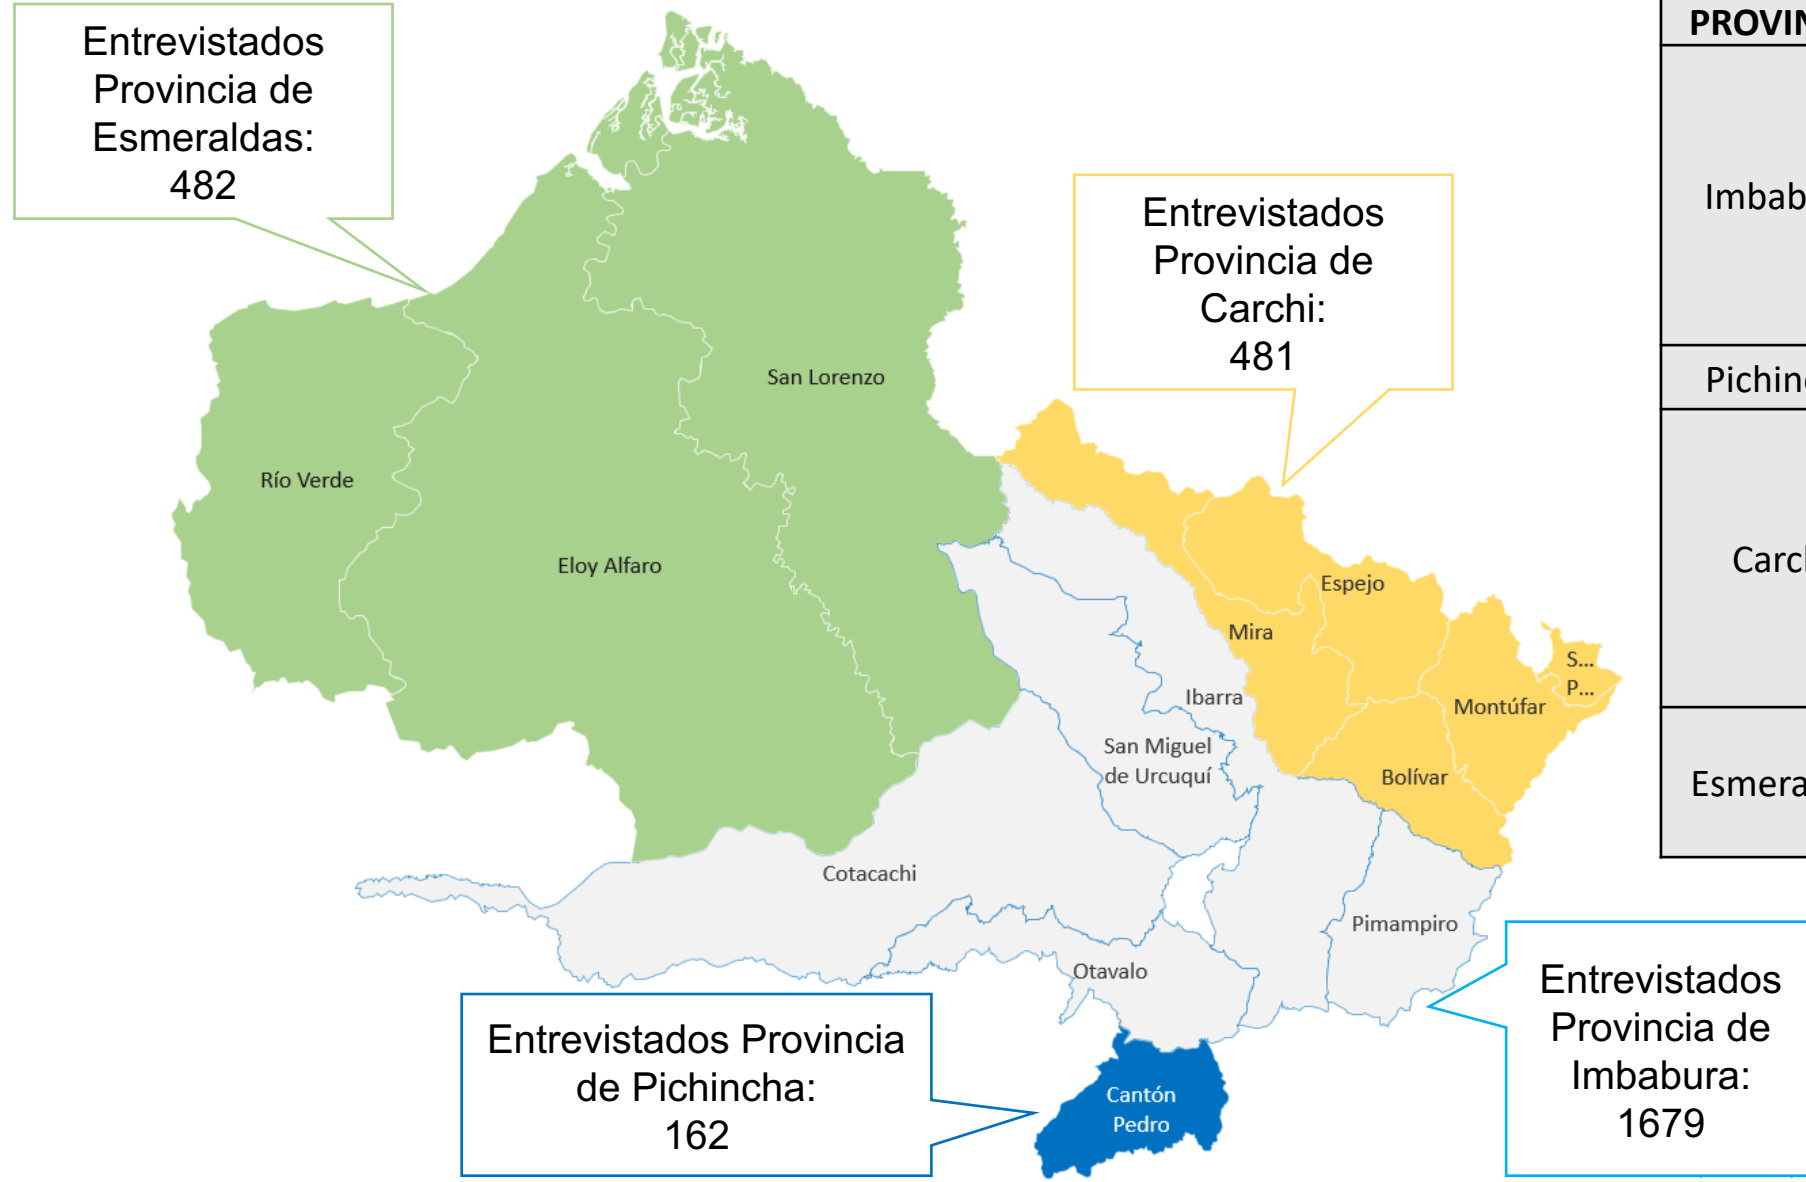 Entrevistados
Provincia de
Esmeraldas:
482
Entrevistados
Provincia de
Carchi:
481
San Lorenzo
Río Verde
Eloy Alfaro
Espejo
Mira
S...
P...
Ibarra
Montúfar
San Miguel
de Urcuquí
Bolívar
Cotacachi
Pimampiro
Otavalo
Entrevistados Provincia
de Pichincha:
162
Cantón
Pedro
Entrevistados
Provincia de
Imbabura:
1679
PROVIN
Imbab
Pichin
Carc
Esmera